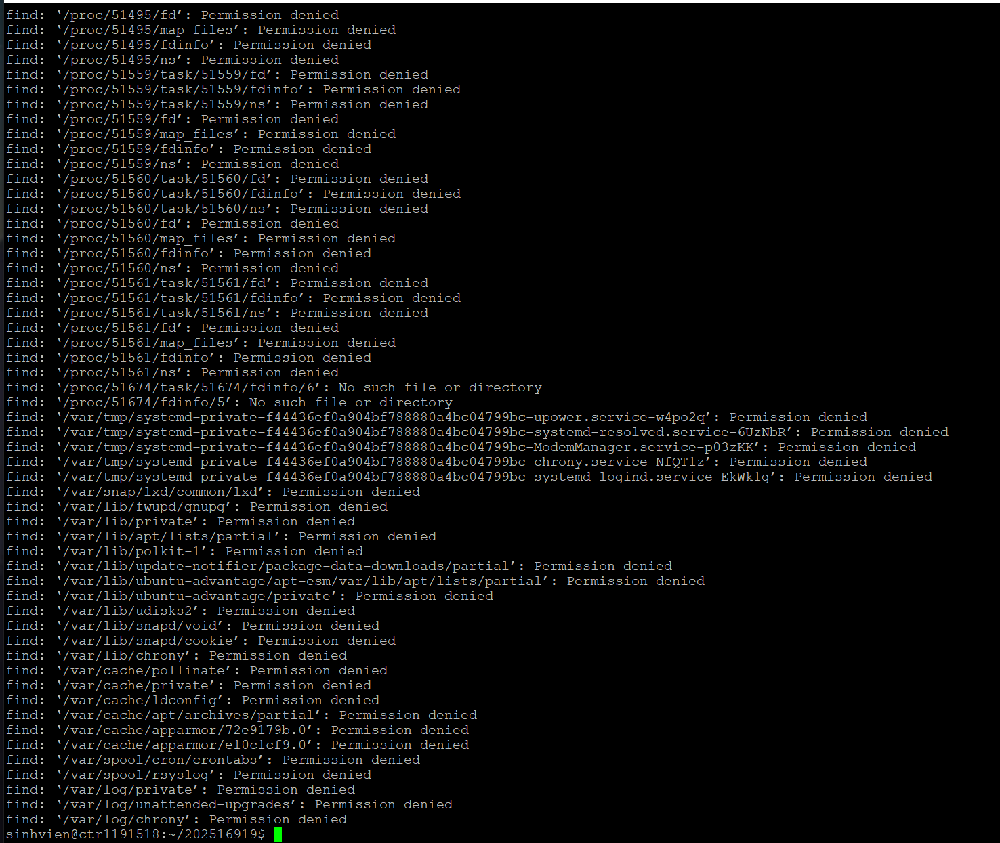 find: ‘/proc/51495/fd’: Permission denied
find: ‘/proc/51495/map_files’: Permission denied
find: ‘/proc/51495/fdinfo’: Permission denied
find: ‘/proc/51495/ns’: Permission denied
find: ‘/proc/51559/task/51559/fd’: Permission denied
find: ‘/proc/51559/task/51559/fdinfo’: Permission denied
find: ‘/proc/51559/task/51559/ns’: Permission denied
find: ‘/proc/51559/fd’: Permission denied
find: ‘/proc/51559/map_files’: Permission denied
find: ‘/proc/51559/fdinfo’: Permission denied
find: ‘/proc/51559/ns’: Permission denied
find: ‘/proc/51560/task/51560/fd’: Permission denied
find: ‘/proc/51560/task/51560/fdinfo’: Permission denied
find: ‘/proc/51560/task/51560/ns’: Permission denied
find: ‘/proc/51560/fd’: Permission denied
find: ‘/proc/51560/map_files’: Permission denied
find: ‘/proc/51560/fdinfo’: Permission denied
find: ‘/proc/51560/ns’: Permission denied
find: ‘/proc/51561/task/51561/fd’: Permission denied
find: ‘/proc/51561/task/51561/fdinfo’: Permission denied
find: ‘/proc/51561/task/51561/ns’: Permission denied
find: ‘/proc/51561/fd’: Permission denied
find: ‘/proc/51561/map_files’: Permission denied
find: ‘/proc/51561/fdinfo’: Permission denied
find: ‘/proc/51561/ns’: Permission denied
find: ‘/proc/51674/task/51674/fdinfo/6’: No such file or directory
find: ‘/proc/51674/fdinfo/5’: No such file or directory
find: ‘/var/tmp/systemd-private-f44436ef0a904bf788880a4bc04799bc-upower.service-w4po2q’: Permission denied
find: ‘/var/tmp/systemd-private-f44436ef0a904bf788880a4bc04799bc-systemd-resolved.service-6UzNbR’: Permission denied
find: ‘/var/tmp/systemd-private-f44436ef0a904bf788880a4bc04799bc-ModemManager.service-p03zKK’: Permission denied
find: ‘/var/tmp/systemd-private-f44436ef0a904bf788880a4bc04799bc-chrony.service-NfQT1z’: Permission denied
find: ‘/var/tmp/systemd-private-f44436ef0a904bf788880a4bc04799bc-systemd-logind.service-EkWk1g’: Permission denied
find: ‘/var/snap/lxd/common/lxd’: Permission denied
find: ‘/var/lib/fwupd/gnupg’: Permission denied
find: ‘/var/lib/private’: Permission denied
find: ‘/var/lib/apt/lists/partial’: Permission denied
find: ‘/var/lib/polkit-1’: Permission denied
find: ‘/var/lib/update-notifier/package-data-downloads/partial’: Permission denied
find: ‘/var/lib/ubuntu-advantage/apt-esm/var/lib/apt/lists/partial’: Permission denied
find: ‘/var/lib/ubuntu-advantage/private’: Permission denied
find: ‘/var/lib/udisks2’: Permission denied
find: ‘/var/lib/snapd/void’: Permission denied
find: ‘/var/lib/snapd/cookie’: Permission denied
find: ‘/var/lib/chrony’: Permission denied
find: ‘/var/cache/pollinate’: Permission denied
find: ‘/var/cache/private’: Permission denied
find: ‘/var/cache/ldconfig’: Permission denied
find: ‘/var/cache/apt/archives/partial’: Permission denied
find: ‘/var/cache/apparmor/72e9179b.0’: Permission denied
find: ‘/var/cache/apparmor/e10c1cf9.0’: Permission denied
find: ‘/var/spool/cron/crontabs’: Permission denied
find: ‘/var/spool/rsyslog’: Permission denied
find: ‘/var/log/private’: Permission denied
find: ‘/var/log/unattended-upgrades’: Permission denied
find: ‘/var/log/chrony’: Permission denied
sinhvien@ctr1191518:~/202516919$